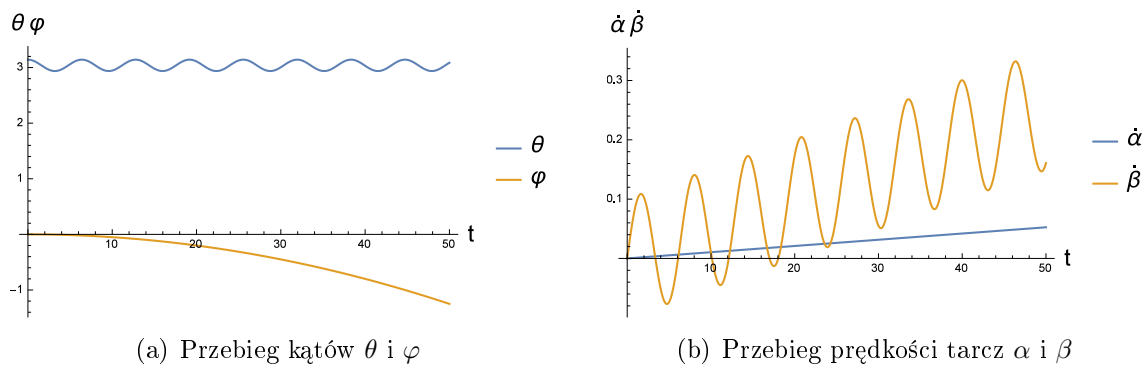 θ φ
3
2
1
-1
10 20 30 40 50 t
θ
φ
(a) Przebieg kątów θ i φ
α̇ β̇
0.3
0.2
0.1
10 20 30 40 50 t
α̇
β̇
(b) Przebieg prędkości tarcz α i β